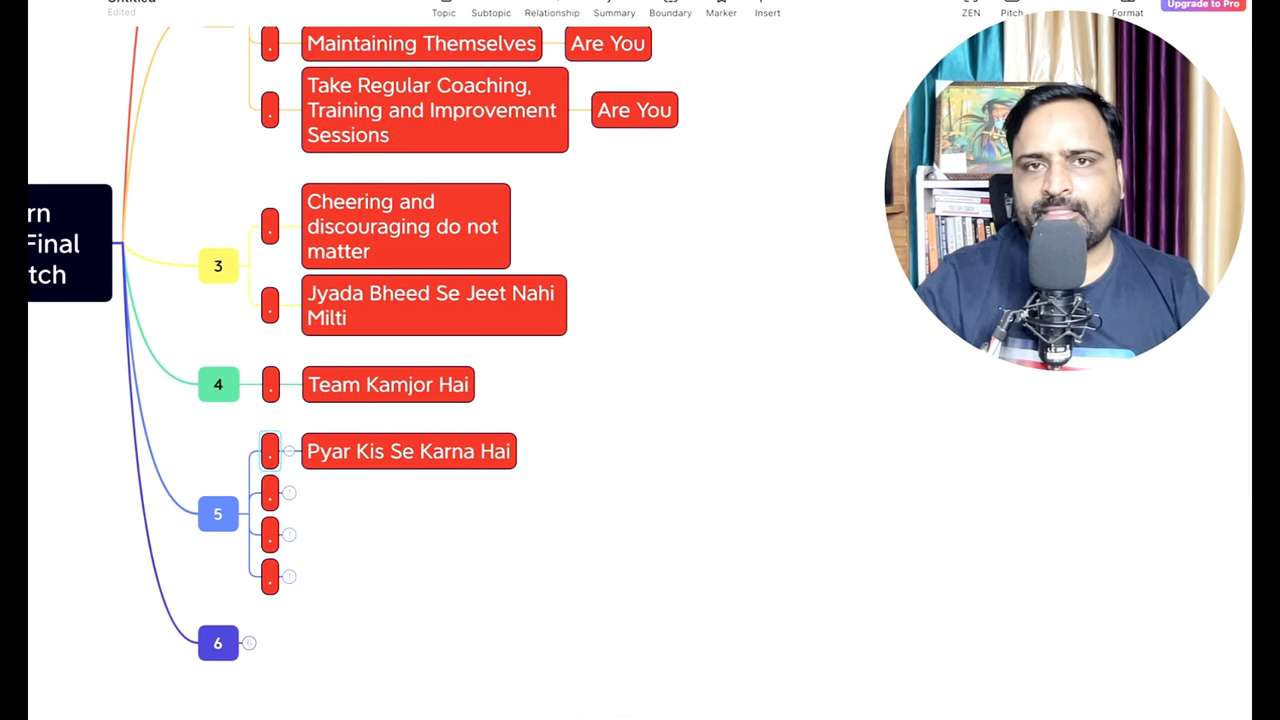 Untitled
Edited
Topic Subtopic Relationship Summary Boundary Marker Insert
ZEN Pitch Format
Upgrade to Pro
Maintaining Themselves
Are You
Take Regular Coaching,
Training and Improvement
Sessions
Are You
rn
Final
tch
3
Cheering and
discouraging do not
matter
Jyada Bheed Se Jeet Nahi
Milti
4
Team Kamjor Hai
5
Pyar Kis Se Karna Hai
6